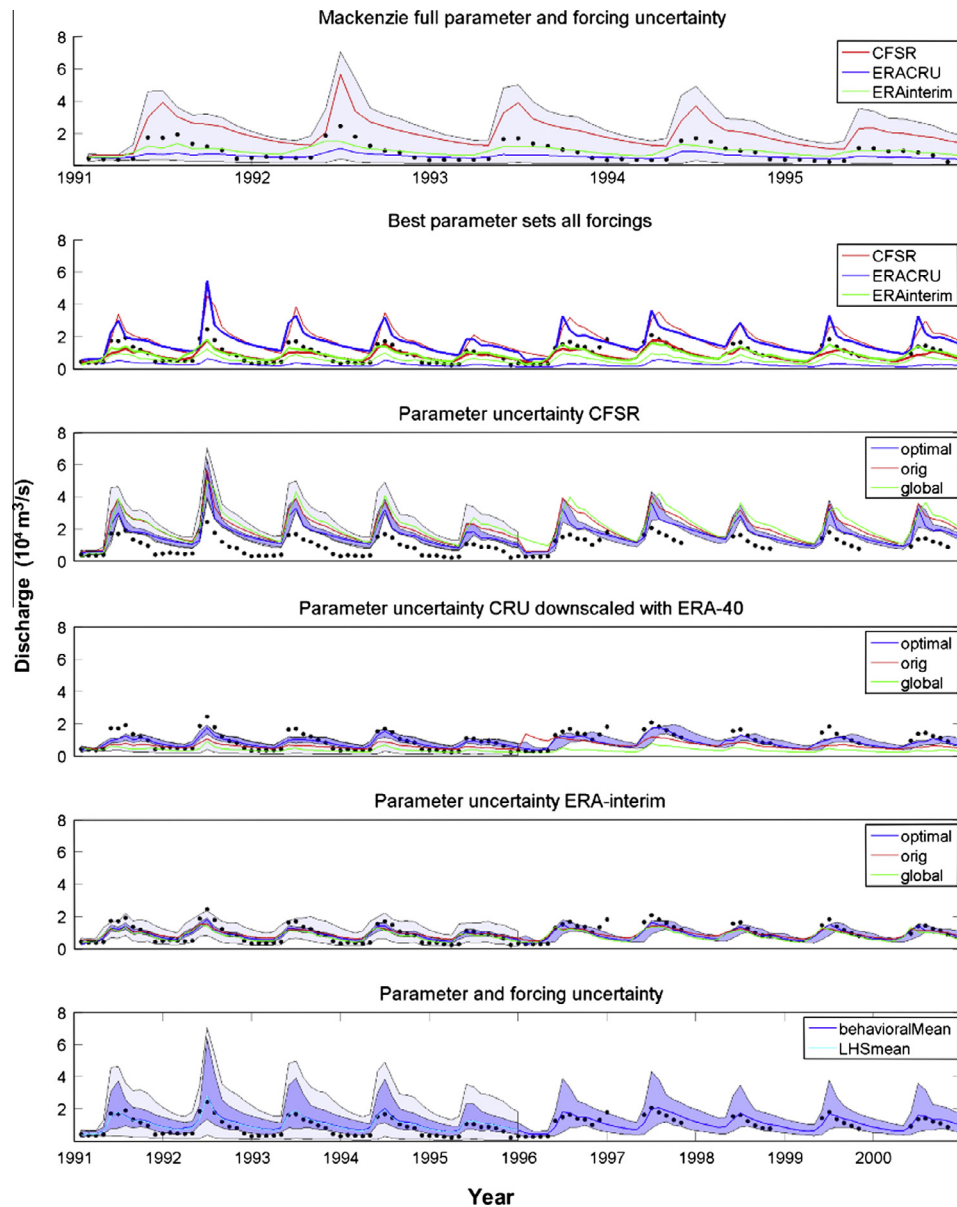 Mackenzie full parameter and forcing uncertainty
8
6
4
2
0
CFSR
ERACRU
ERAinterim
1991 1992 1993 1994 1995
Best parameter sets all forcings
8
6
4
2
0
CFSR
ERACRU
ERAinterim
Parameter uncertainty CFSR
8
6
4
2
0
optimal
orig
global
Parameter uncertainty CRU downscaled with ERA-40
8
6
4
2
0
optimal
orig
global
Parameter uncertainty ERA-interim
8
6
4
2
0
optimal
orig
global
Parameter and forcing uncertainty
8
6
4
2
behavioralMean
LHSmean
1991 1992 1993 1994 1995 1996 1997 1998 1999 2000
Year
Discharge (10⁴ m³/s)